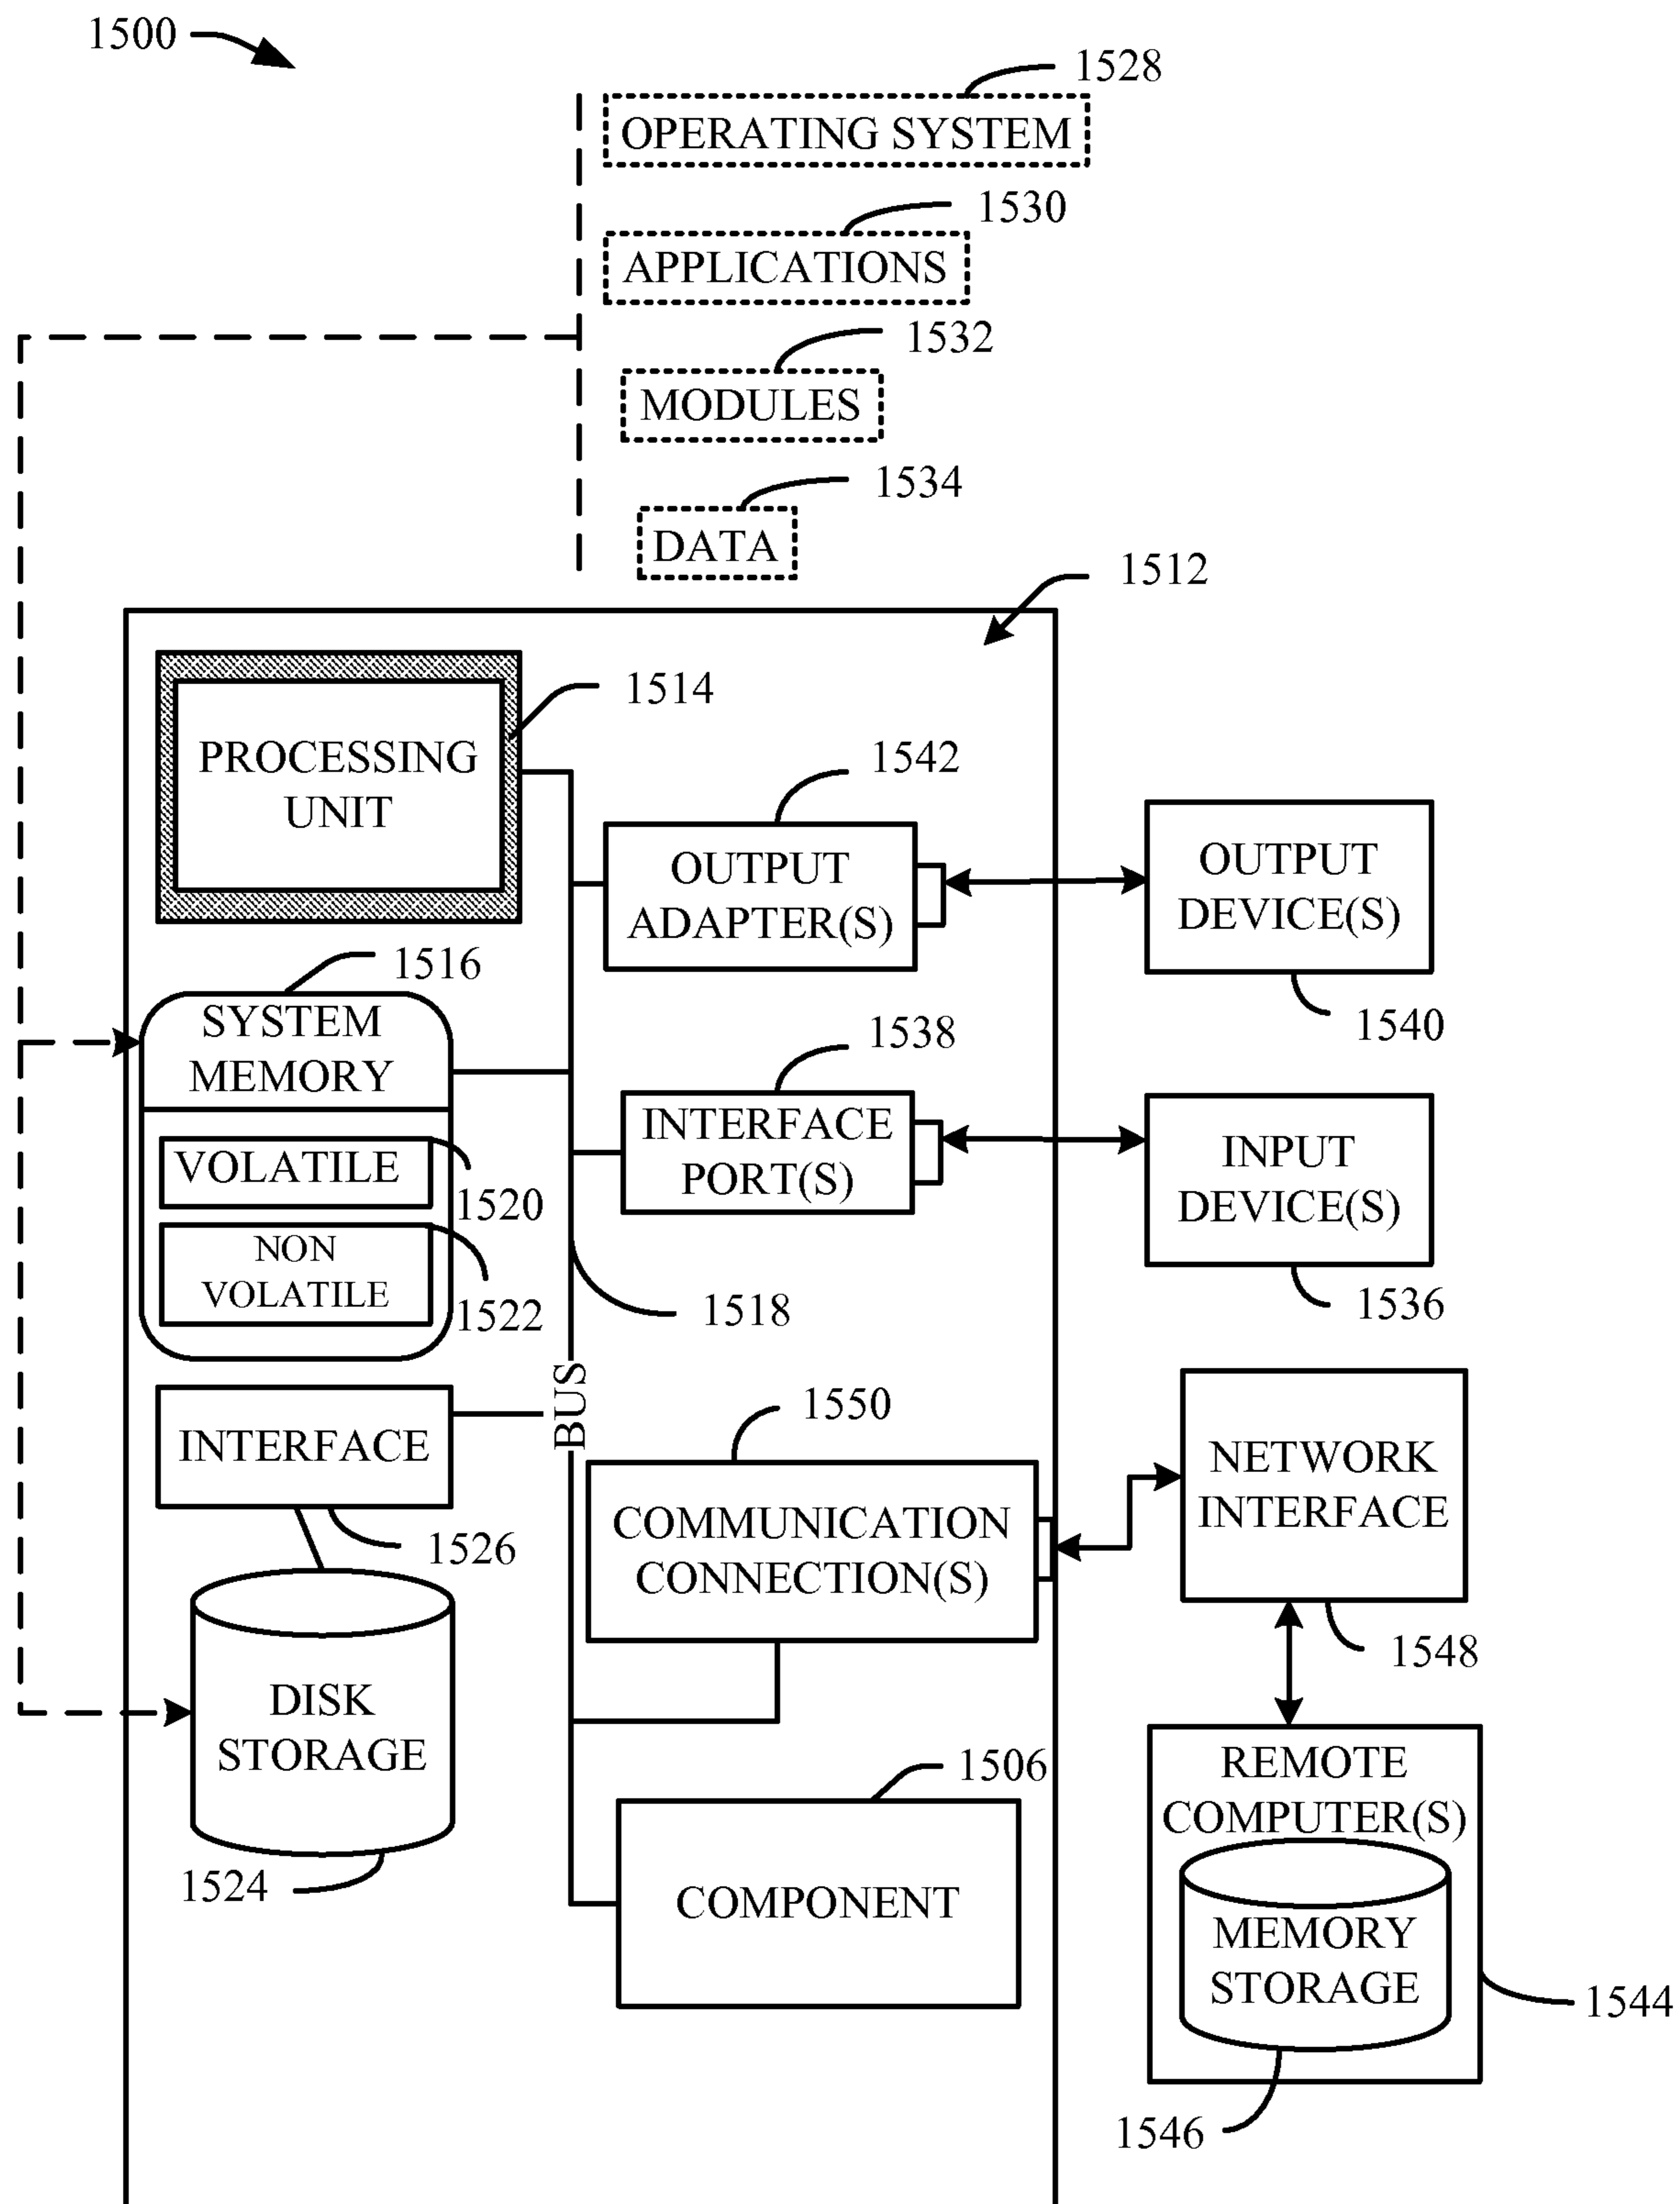 1500
1528
OPERATING SYSTEM
1530
APPLICATIONS
1532
MODULES
1534
DATA
1512
1514
PROCESSING
UNIT
1542
OUTPUT
ADAPTER(S)
OUTPUT
DEVICE(S)
1540
1516
SYSTEM
MEMORY
VOLATILE
1520
NON
VOLATILE
1522
1538
INTERFACE
PORT(S)
INPUT
DEVICE(S)
1536
1518
BUS
INTERFACE
1526
1550
COMMUNICATION
CONNECTION(S)
NETWORK
INTERFACE
1548
DISK
STORAGE
1524
1506
COMPONENT
REMOTE
COMPUTER(S)
MEMORY
STORAGE
1544
1546